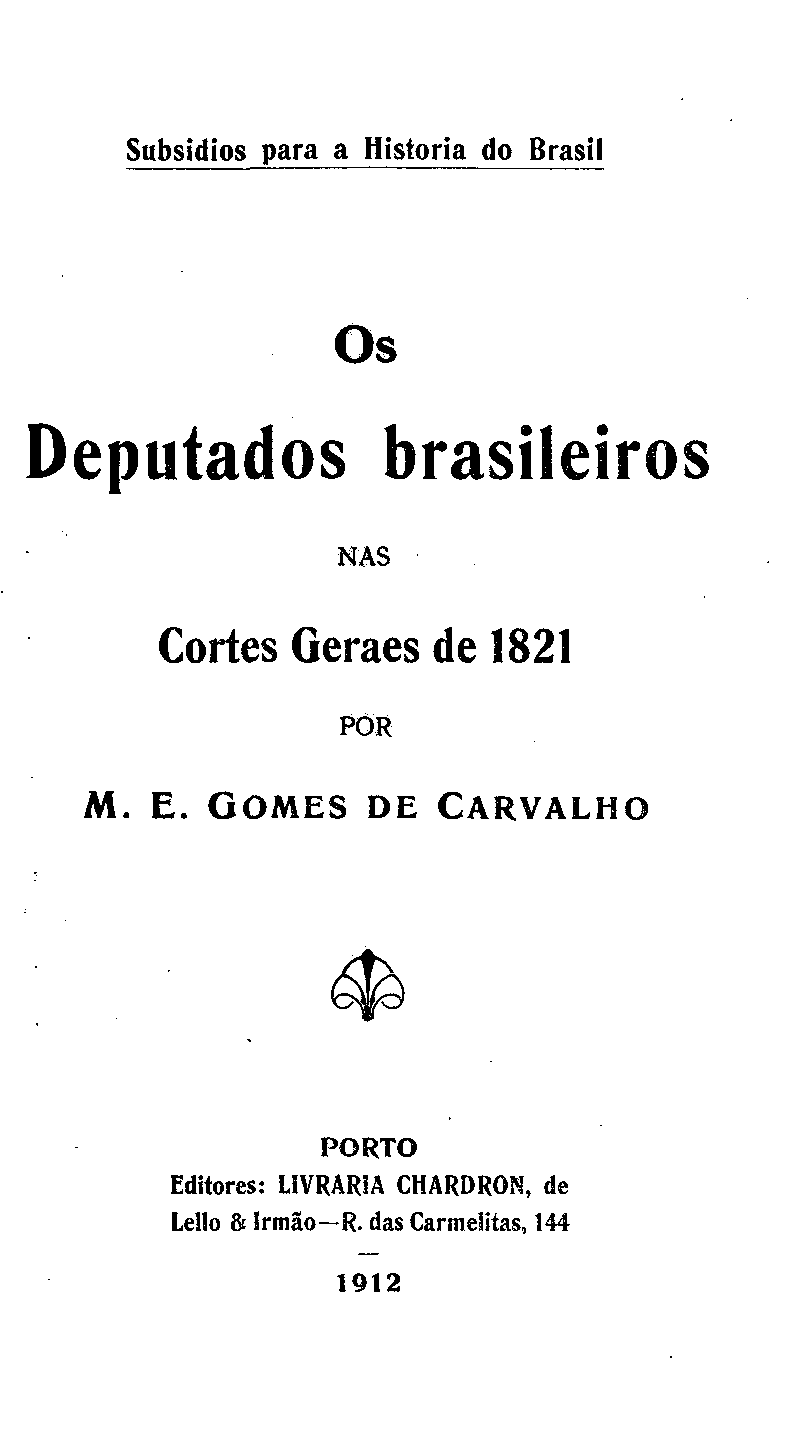 Subsidios para a Historia do Brasil
Os
Deputados brasileiros
NAS
Cortes Geraes de 1821
POR
M. E. GOMES DE CARVALHO
PORTO
Editores: LIVRARIA CHARDRON, de
Lello & Irmão—R. das Carmelitas, 144
1912